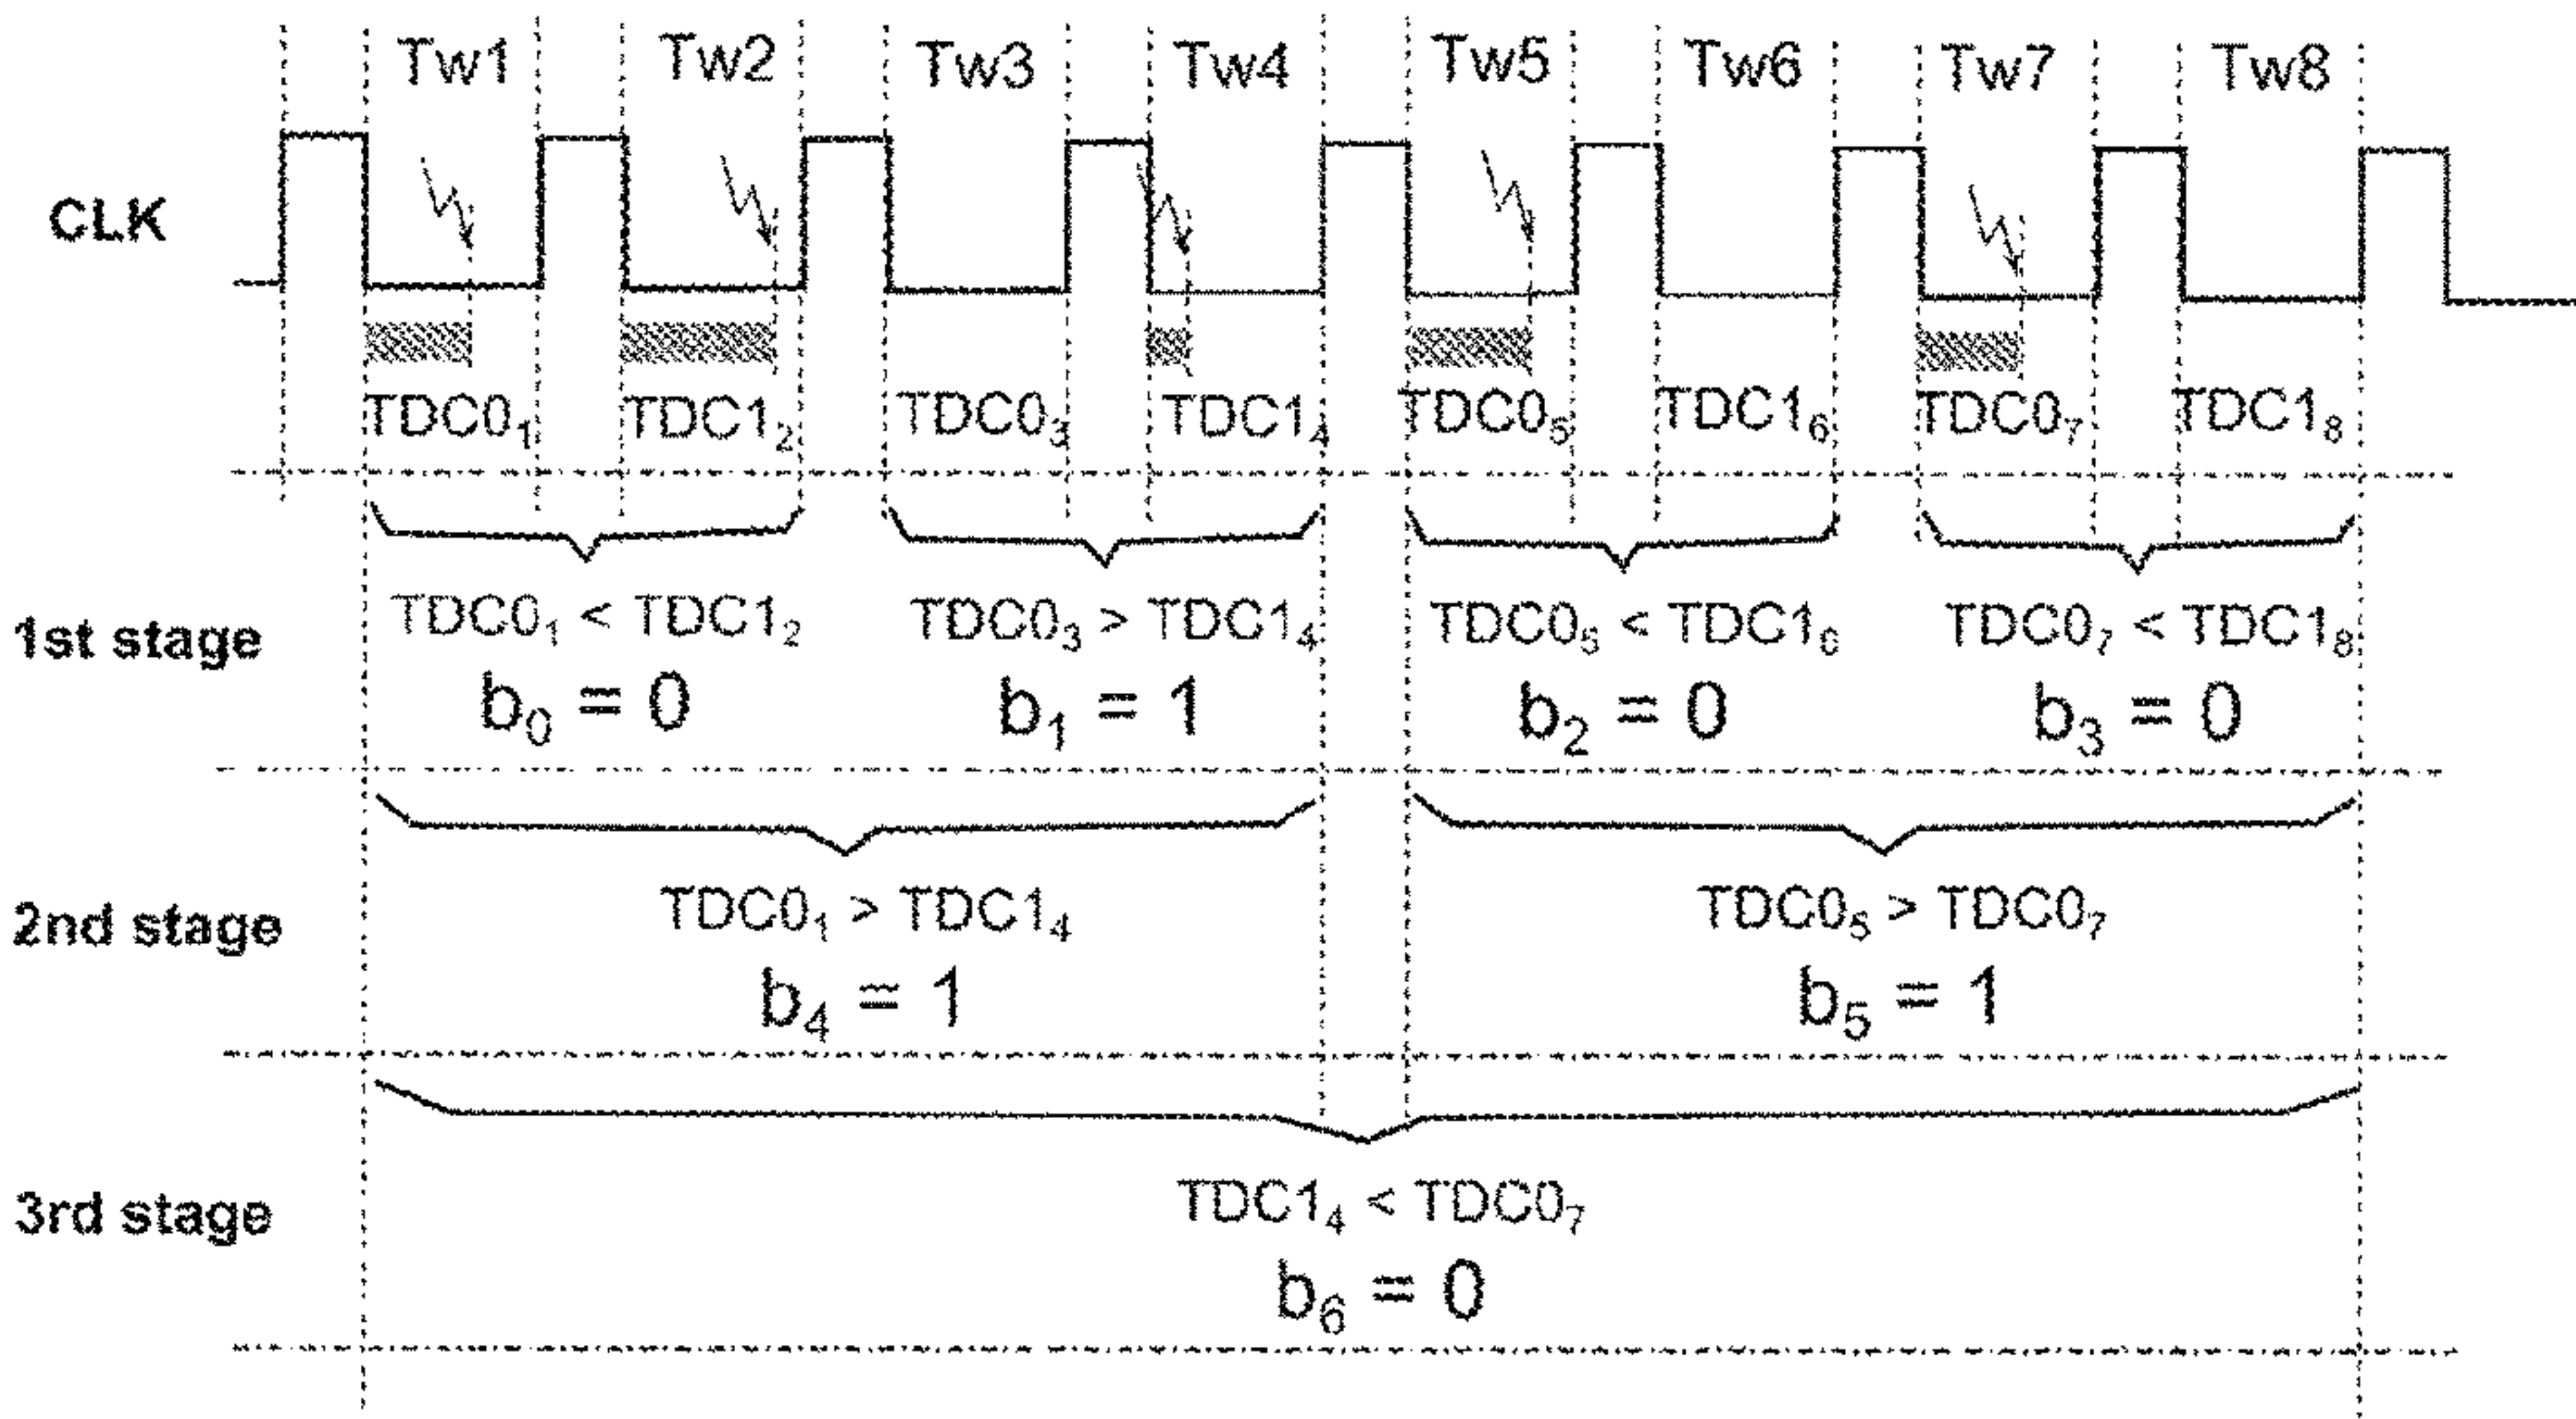 Tw1 Tw2 Tw3 Tw4 Tw5 Tw6 Tw7 Tw8
CLK
TDC0₁ TDC1₂ TDC0₃ TDC1₄ TDC0₅ TDC1₆ TDC0₇ TDC1₈
1st stage
TDC0₁ < TDC1₂ TDC0₃ > TDC1₄ TDC0₅ < TDC1₆ TDC0₇ < TDC1₈
b₀ = 0 b₁ = 1 b₂ = 0 b₃ = 0
2nd stage
TDC0₁ > TDC1₄ TDC0₅ > TDC0₇
b₄ = 1 b₅ = 1
3rd stage
TDC1₄ < TDC0₇
b₆ = 0